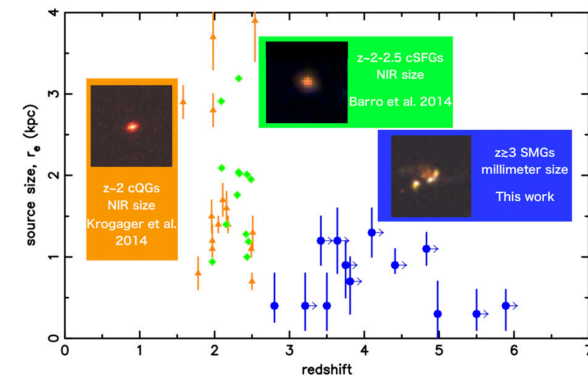 4
3
2
1
0
source size, r_e (kpc)
z~2 cQGs
NIR size
Krogager et al.
2014
z~2-2.5 cSFGs
NIR size
Barro et al. 2014
z≥3 SMGs
millimeter size
This work
0 1 2 3 4 5 6 7
redshift